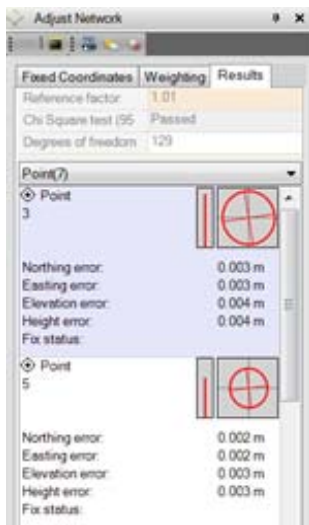 Adjust Network
Fixed Coordinates Weighting Results
Reference factor 1.01
Chi Square test (95 Passed
Degrees of freedom 129
Point(7)
Point
3
Northing error: 0.003 m
Easting error: 0.003 m
Elevation error: 0.004 m
Height error: 0.004 m
Fix status:
Point
5
Northing error: 0.002 m
Easting error: 0.002 m
Elevation error: 0.003 m
Height error: 0.003 m
Fix status: